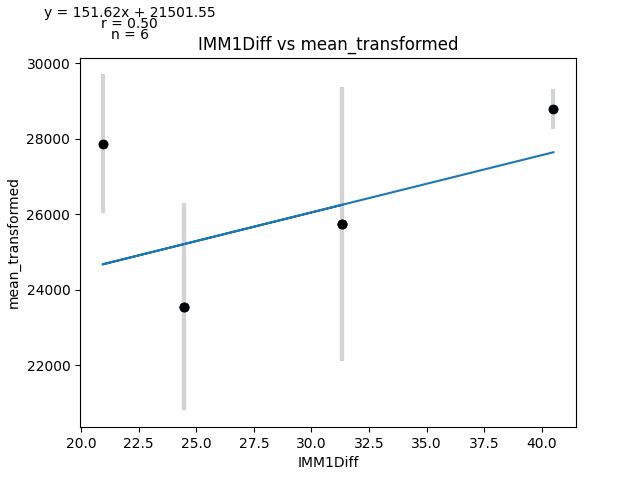 y = 151.62x + 21501.55
r = 0.50
n = 6
IMM1Diff vs mean_transformed
mean_transformed
30000
28000
26000
24000
22000
20.0 22.5 25.0 27.5 30.0 32.5 35.0 37.5 40.0
IMM1Diff